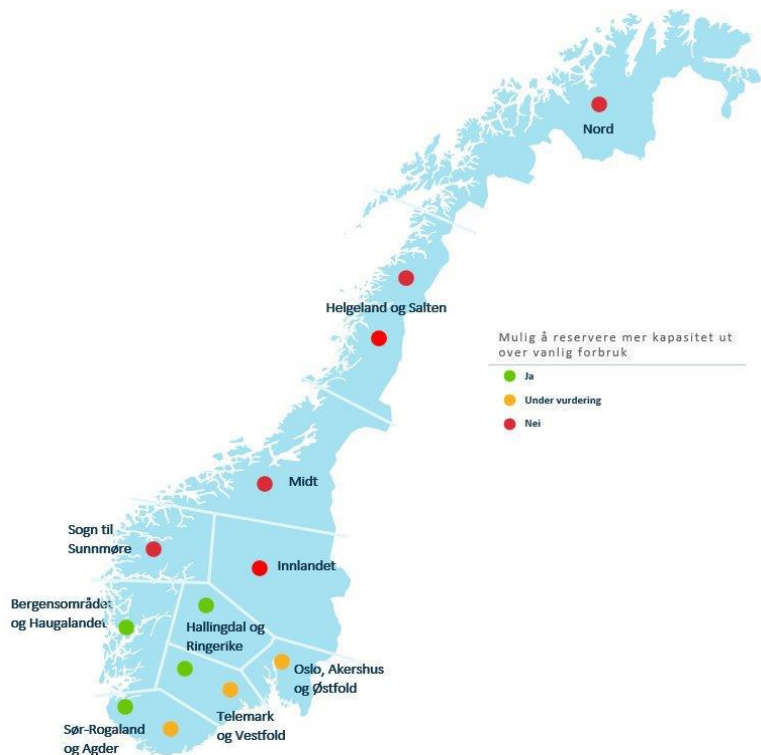 Nord
Helgeland og Salten
Mulig å reservere mer kapasitet ut
over vanlig forbruk
Ja
Under vurdering
Nei
Midt
Sogn til
Sunnmøre
Innlandet
Bergensområdet
og Haugalandet
Hallingdal og
Ringerike
Oslo, Akershus
og Østfold
Telemark
og Vestfold
Sør-Rogaland
og Agder